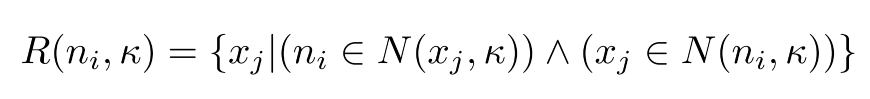 R(n_i, κ) = {x_j|(n_i ∈ N(x_j, κ)) ∧ (x_j ∈ N(n_i, κ))}